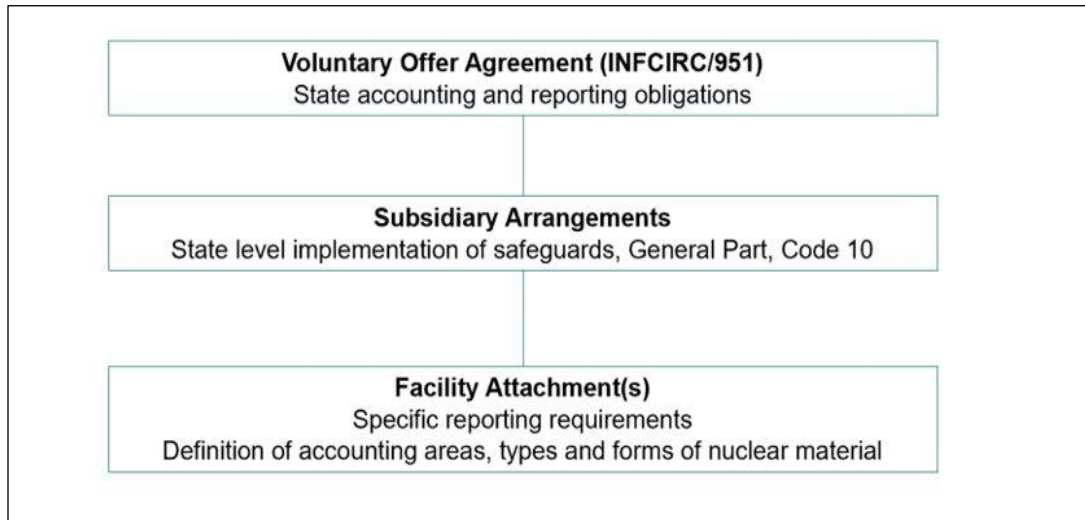 Voluntary Offer Agreement (INFCIRC/951)
State accounting and reporting obligations
Subsidiary Arrangements
State level implementation of safeguards, General Part, Code 10
Facility Attachment(s)
Specific reporting requirements
Definition of accounting areas, types and forms of nuclear material